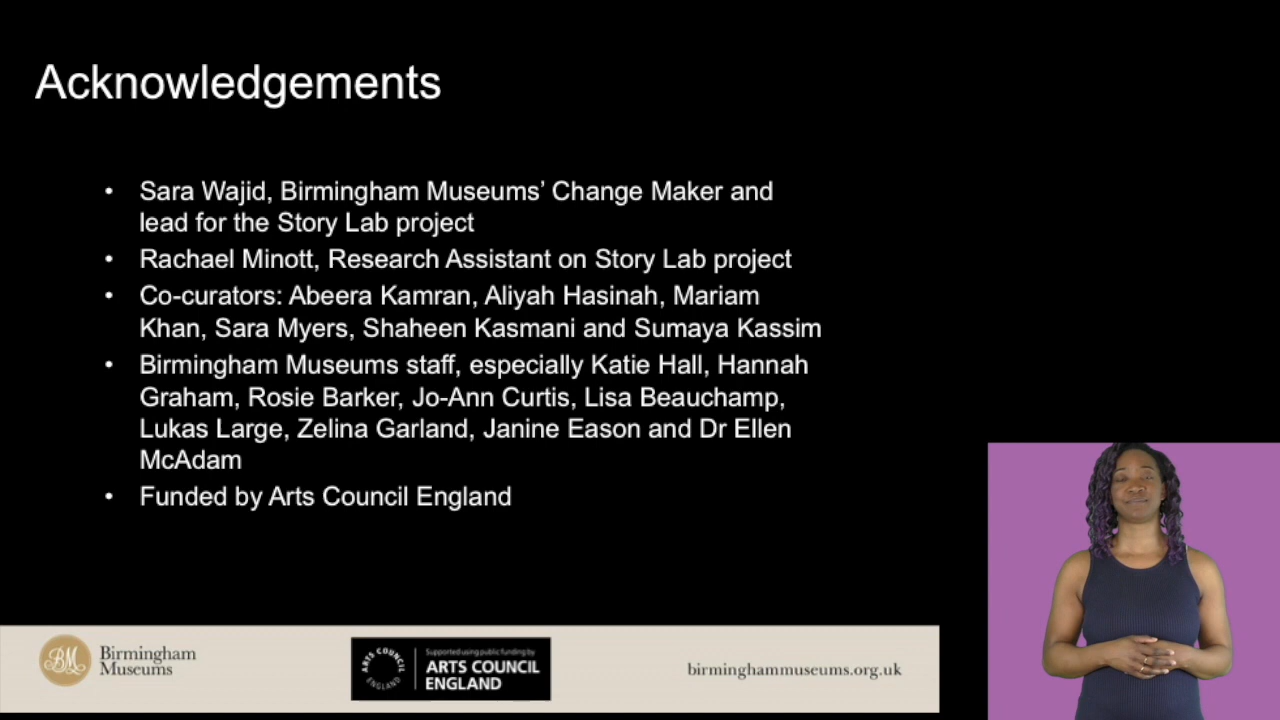 Acknowledgements
• Sara Wajid, Birmingham Museums’ Change Maker and
lead for the Story Lab project
• Rachael Minott, Research Assistant on Story Lab project
• Co-curators: Abeera Kamran, Aliyah Hasinah, Mariam
Khan, Sara Myers, Shaheen Kasmani and Sumaya Kassim
• Birmingham Museums staff, especially Katie Hall, Hannah
Graham, Rosie Barker, Jo-Ann Curtis, Lisa Beauchamp,
Lukas Large, Zelina Garland, Janine Eason and Dr Ellen
McAdam
• Funded by Arts Council England
BM
Birmingham
Museums
ARTS COUNCIL
ENGLAND
Supported using public funding by
ARTS COUNCIL
ENGLAND
birminghammuseums.org.uk